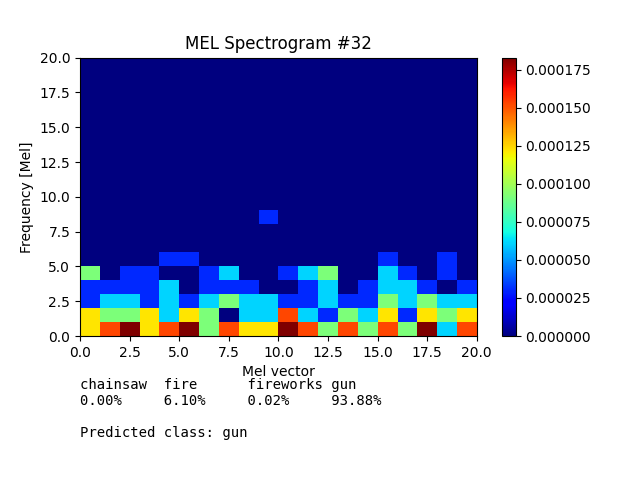 MEL Spectrogram #32
Frequency [Mel]
20.0
17.5
15.0
12.5
10.0
7.5
5.0
2.5
0.0
0.0 2.5 5.0 7.5 10.0 12.5 15.0 17.5 20.0
Mel vector
0.000175
0.000150
0.000125
0.000100
0.000075
0.000050
0.000025
0.000000
chainsaw fire fireworks gun
0.00% 6.10% 0.02% 93.88%
Predicted class: gun